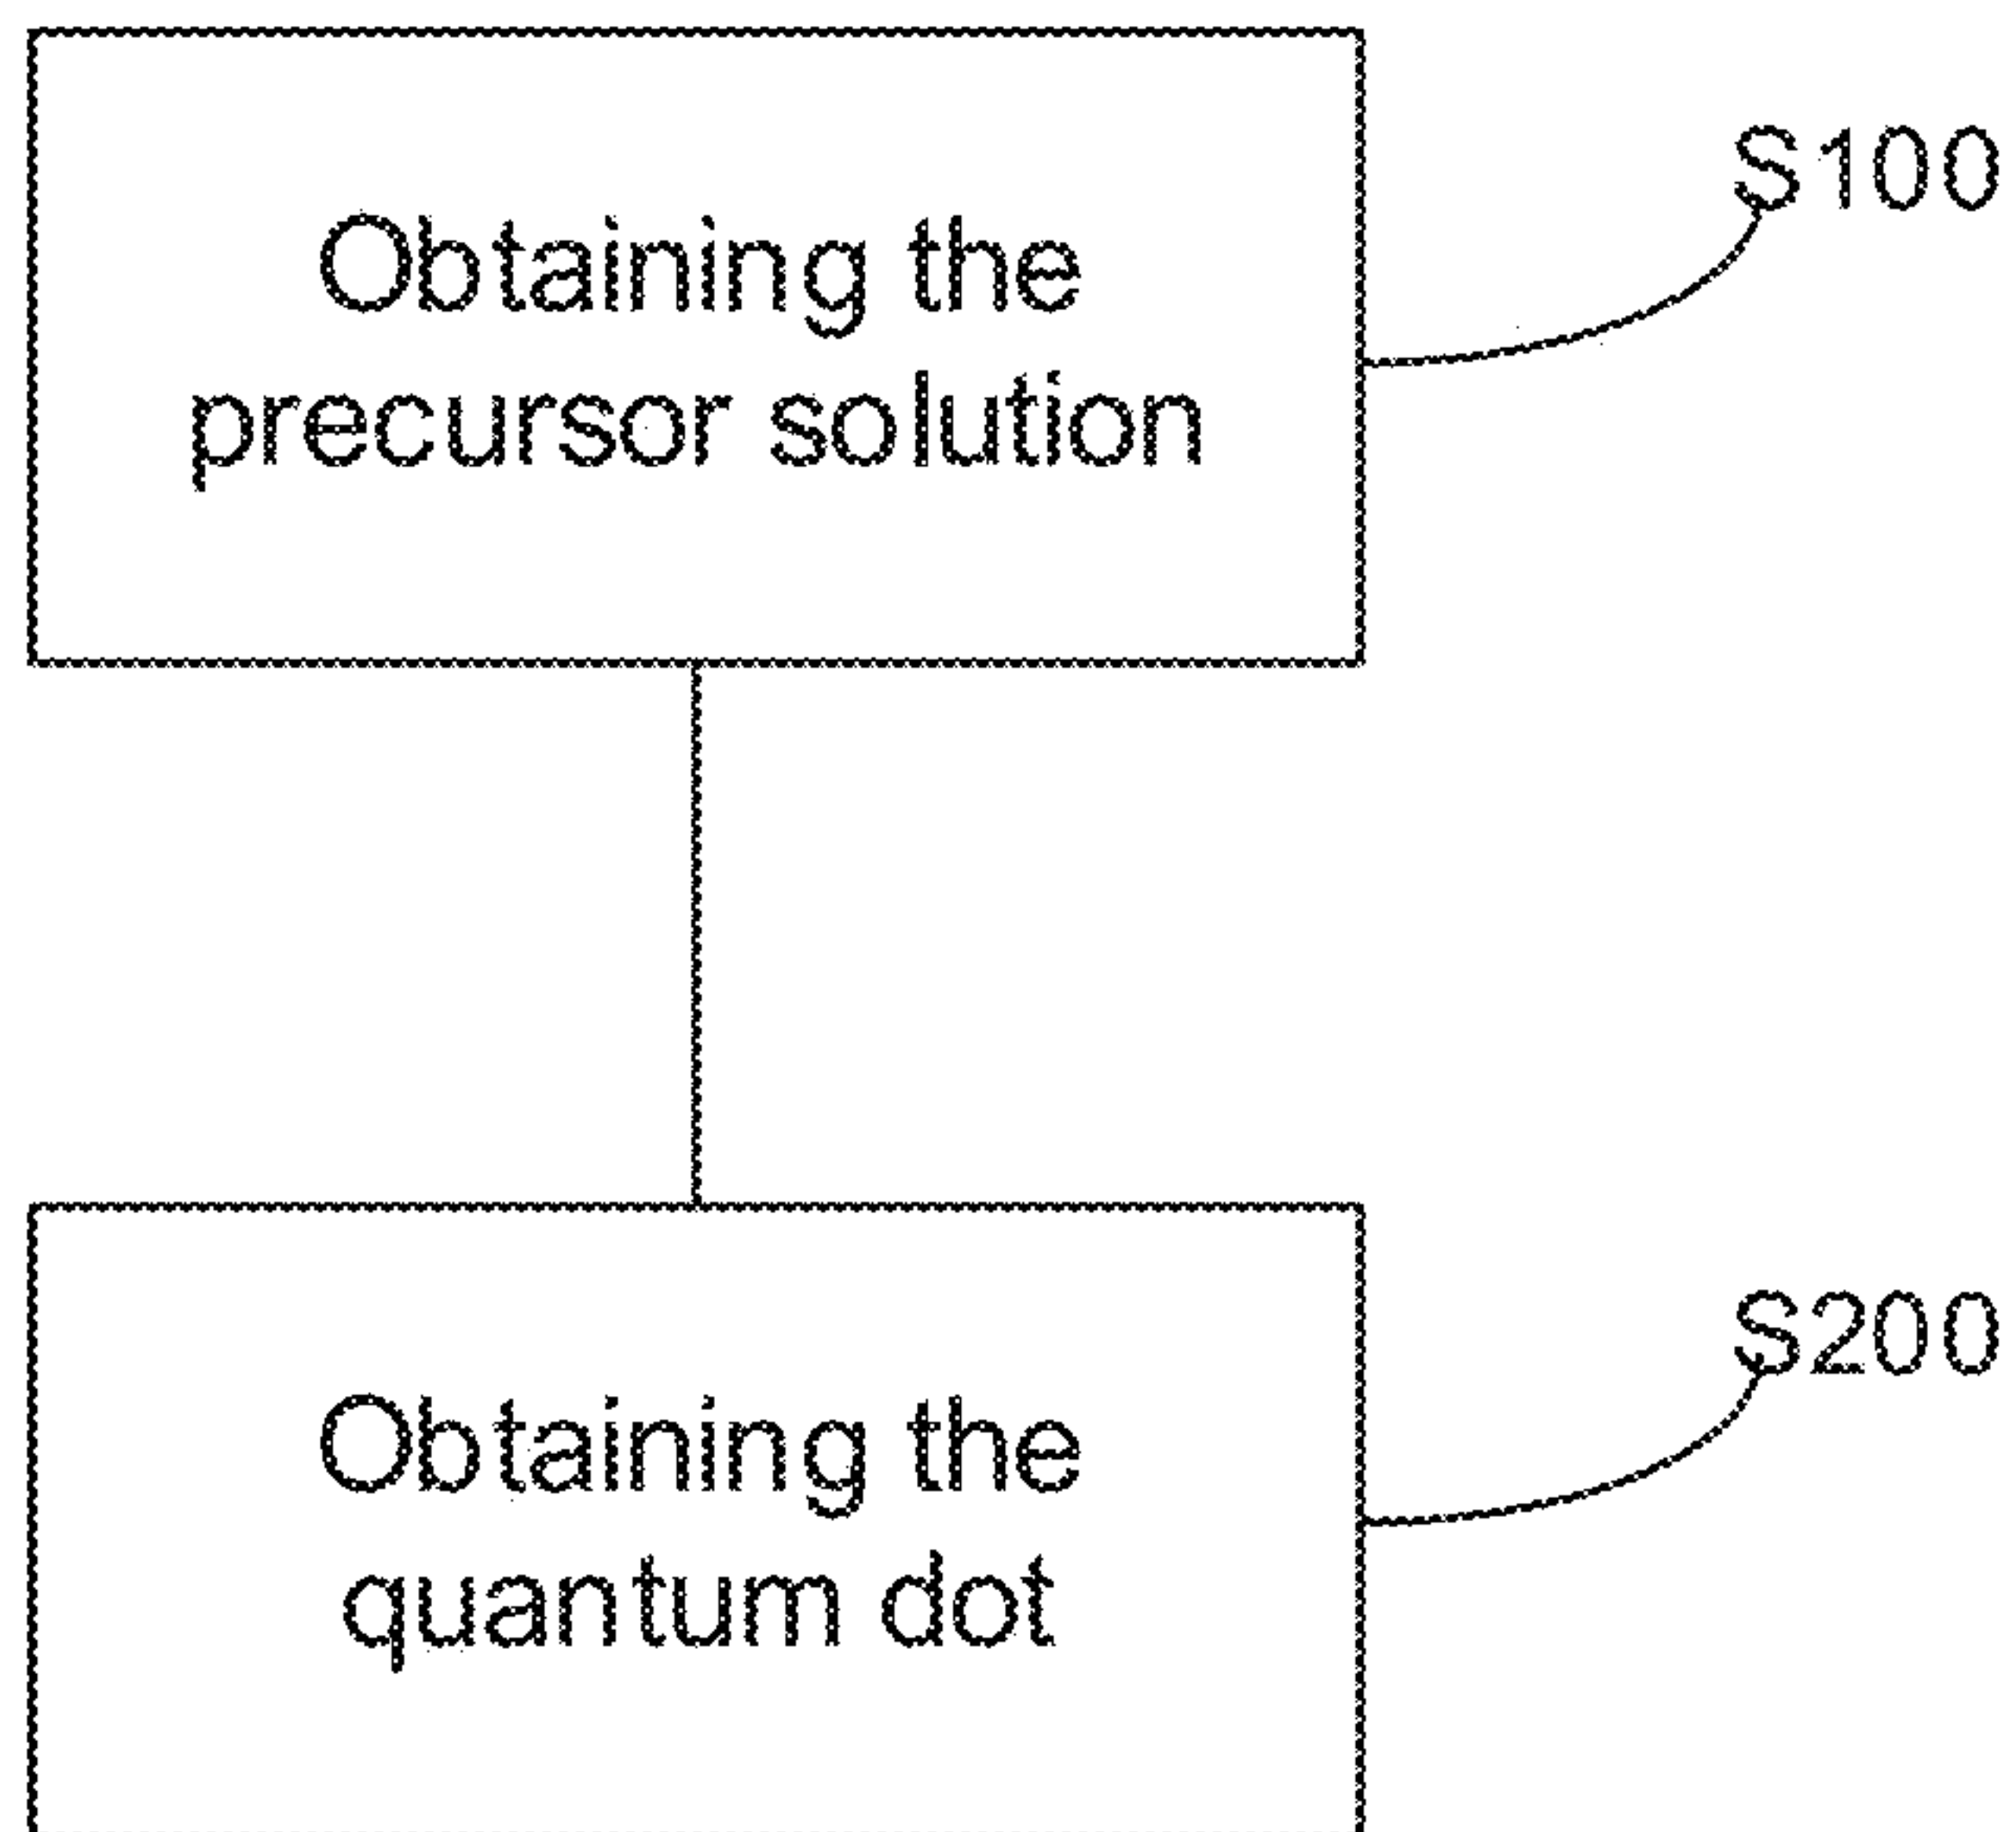 S100
Obtaining the
precursor solution
S200
Obtaining the
quantum dot